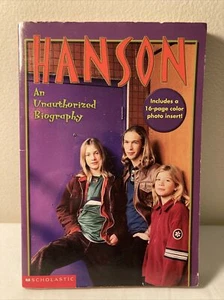 HANSON
An
Unauthorized
Biography
Includes a
16-page color
photo insert!
SCHOLASTIC